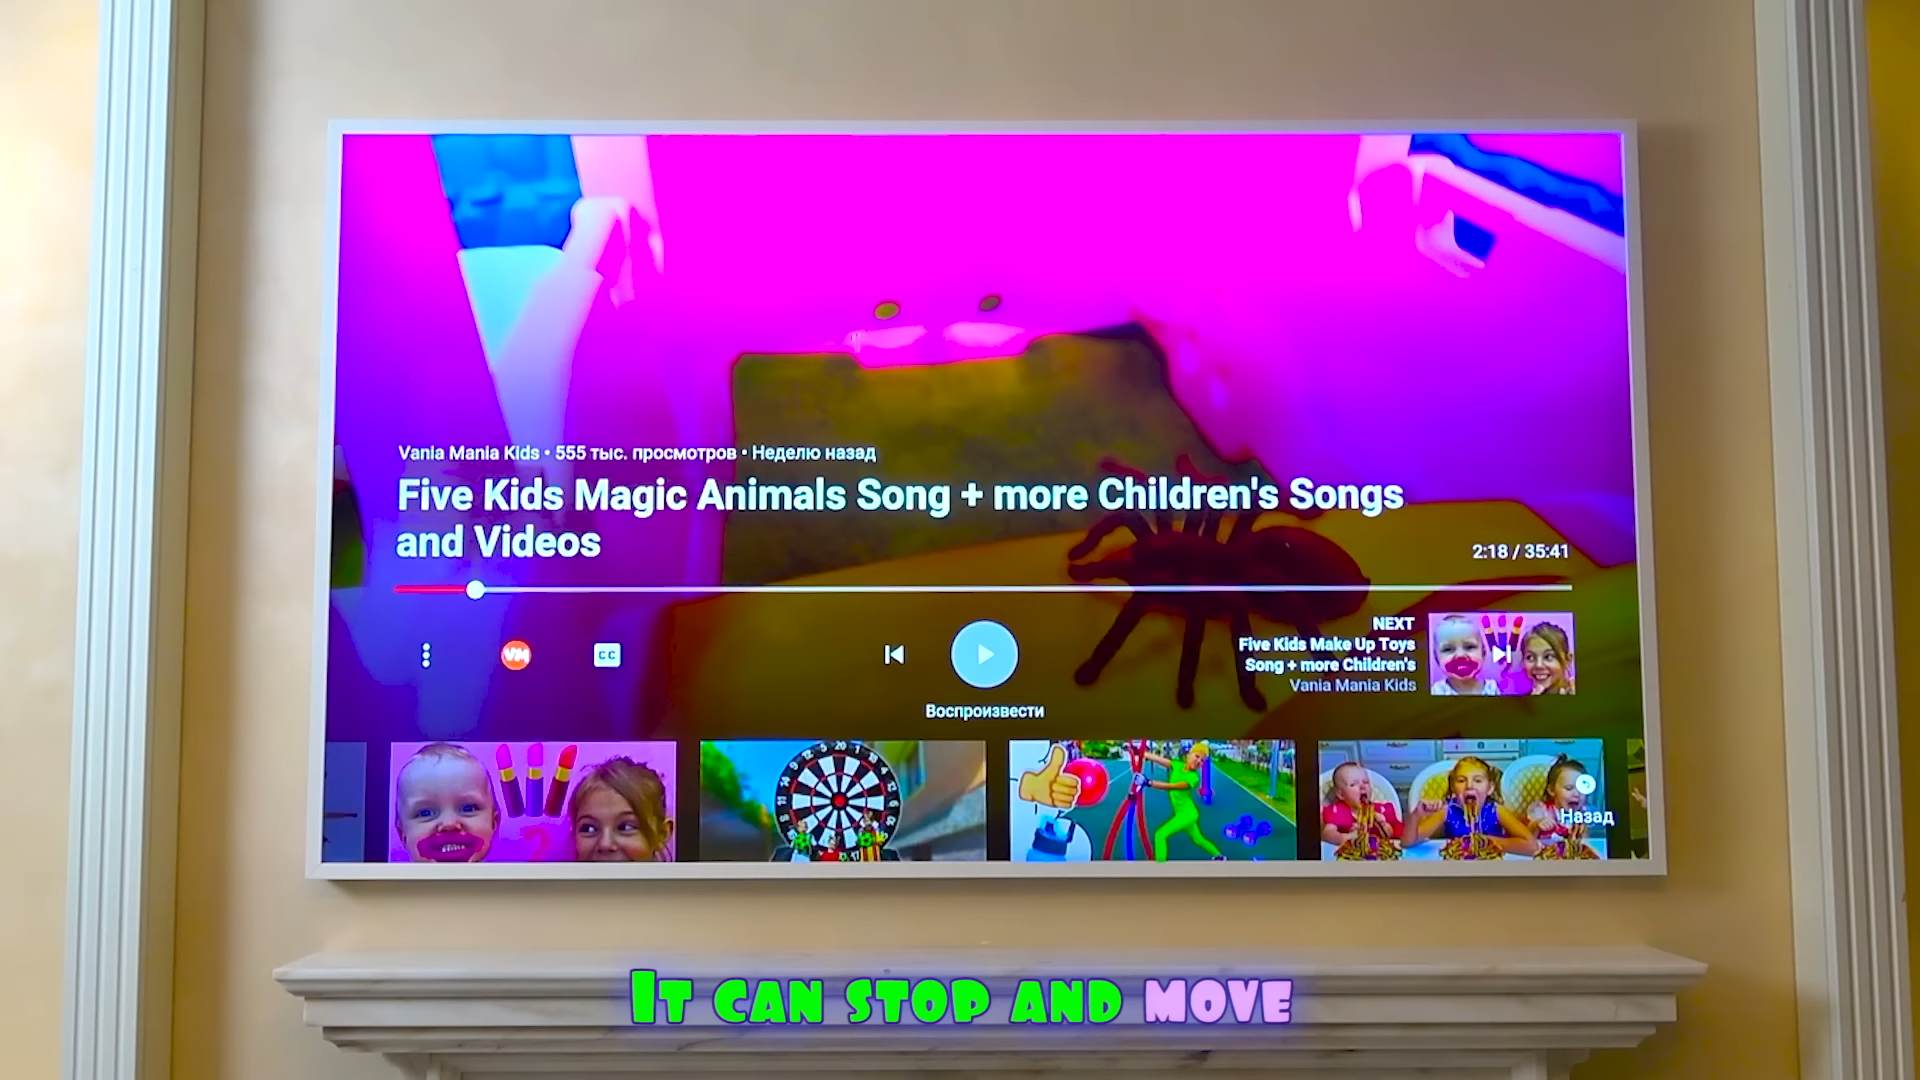 Vania Mania Kids • 555 тыс. просмотров • Неделю назад
Five Kids Magic Animals Song + more Children's Songs
and Videos
2:18 / 35:41
VM
CC
NEXT
Five Kids Make Up Toys
Song + more Children's
Vania Mania Kids
Воспроизвести
Назад
IT CAN STOP AND MOVE